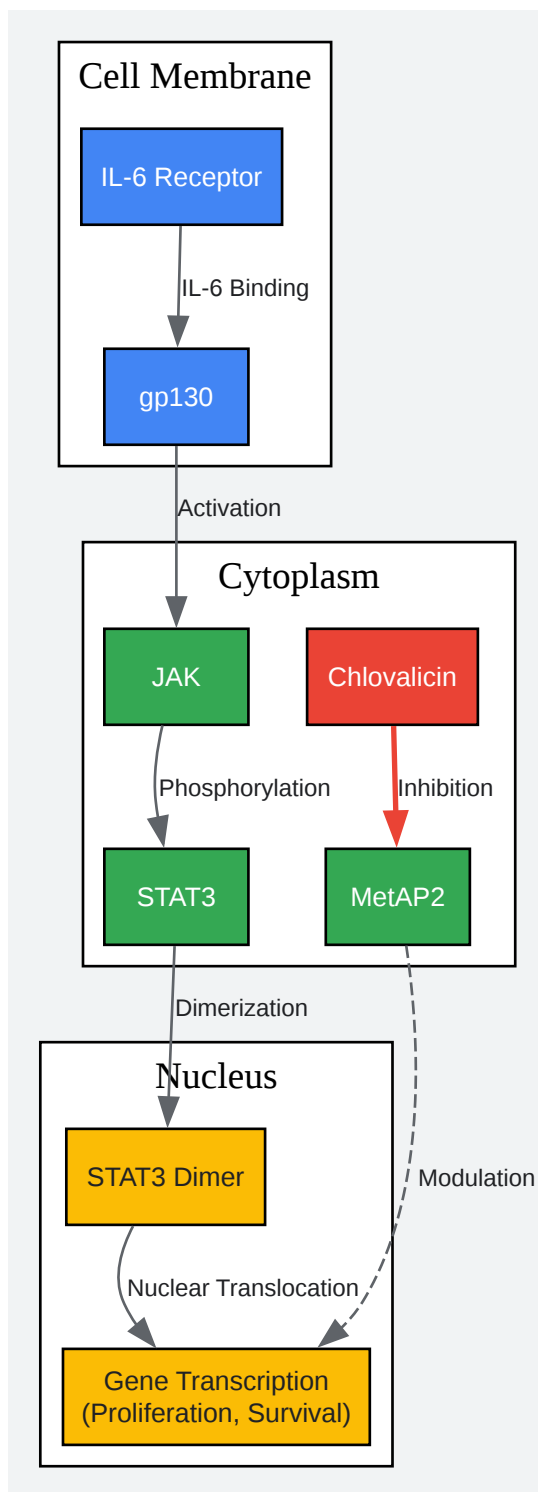 Cell Membrane
IL-6 Receptor
IL-6 Binding
gp130
Activation
Cytoplasm
JAK
Chlovalicin
Phosphorylation
Inhibition
STAT3
MetAP2
Dimerization
Nucleus
STAT3 Dimer
Modulation
Nuclear Translocation
Gene Transcription
(Proliferation, Survival)